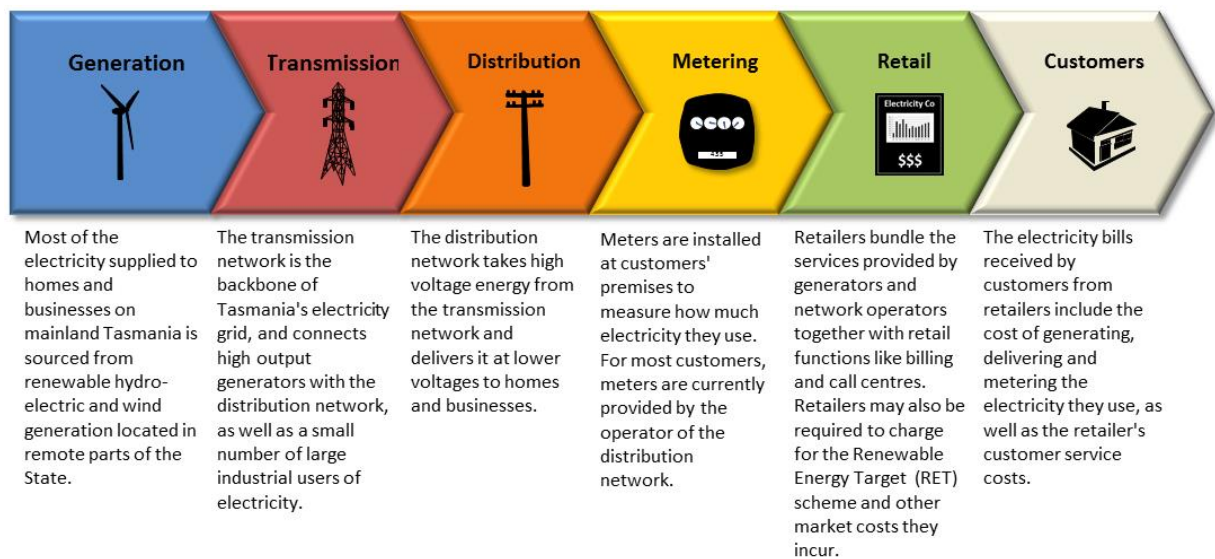 Generation
Transmission
Distribution
Metering
Retail
Customers
Electricity Co
$$$
435
Most of the
electricity supplied to
homes and
businesses on
mainland Tasmania is
sourced from
renewable hydro-
electric and wind
generation located in
remote parts of the
State.
The transmission
network is the
backbone of
Tasmania's electricity
grid, and connects
high output
generators with the
distribution network,
as well as a small
number of large
industrial users of
electricity.
The distribution
network takes high
voltage energy from
the transmission
network and
delivers it at lower
voltages to homes
and businesses.
Meters are installed
at customers'
premises to
measure how much
electricity they use.
For most customers,
meters are currently
provided by the
operator of the
distribution
network.
Retailers bundle the
services provided by
generators and
network operators
together with retail
functions like billing
and call centres.
Retailers may also be
required to charge
for the Renewable
Energy Target (RET)
scheme and other
market costs they
incur.
The electricity bills
received by
customers from
retailers include the
cost of generating,
delivering and
metering the
electricity they use, as
well as the retailer's
customer service
costs.